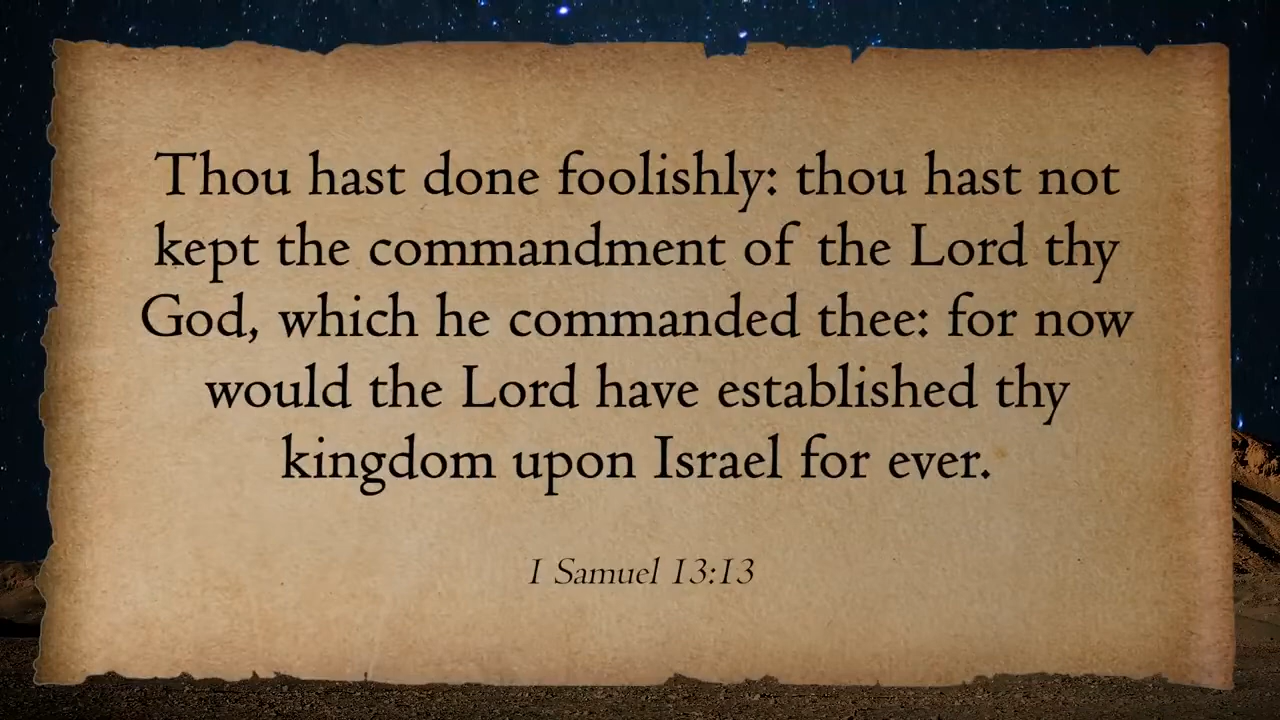 Thou hast done foolishly: thou hast not
kept the commandment of the Lord thy
God, which he commanded thee: for now
would the Lord have established thy
kingdom upon Israel for ever.
1 Samuel 13:13